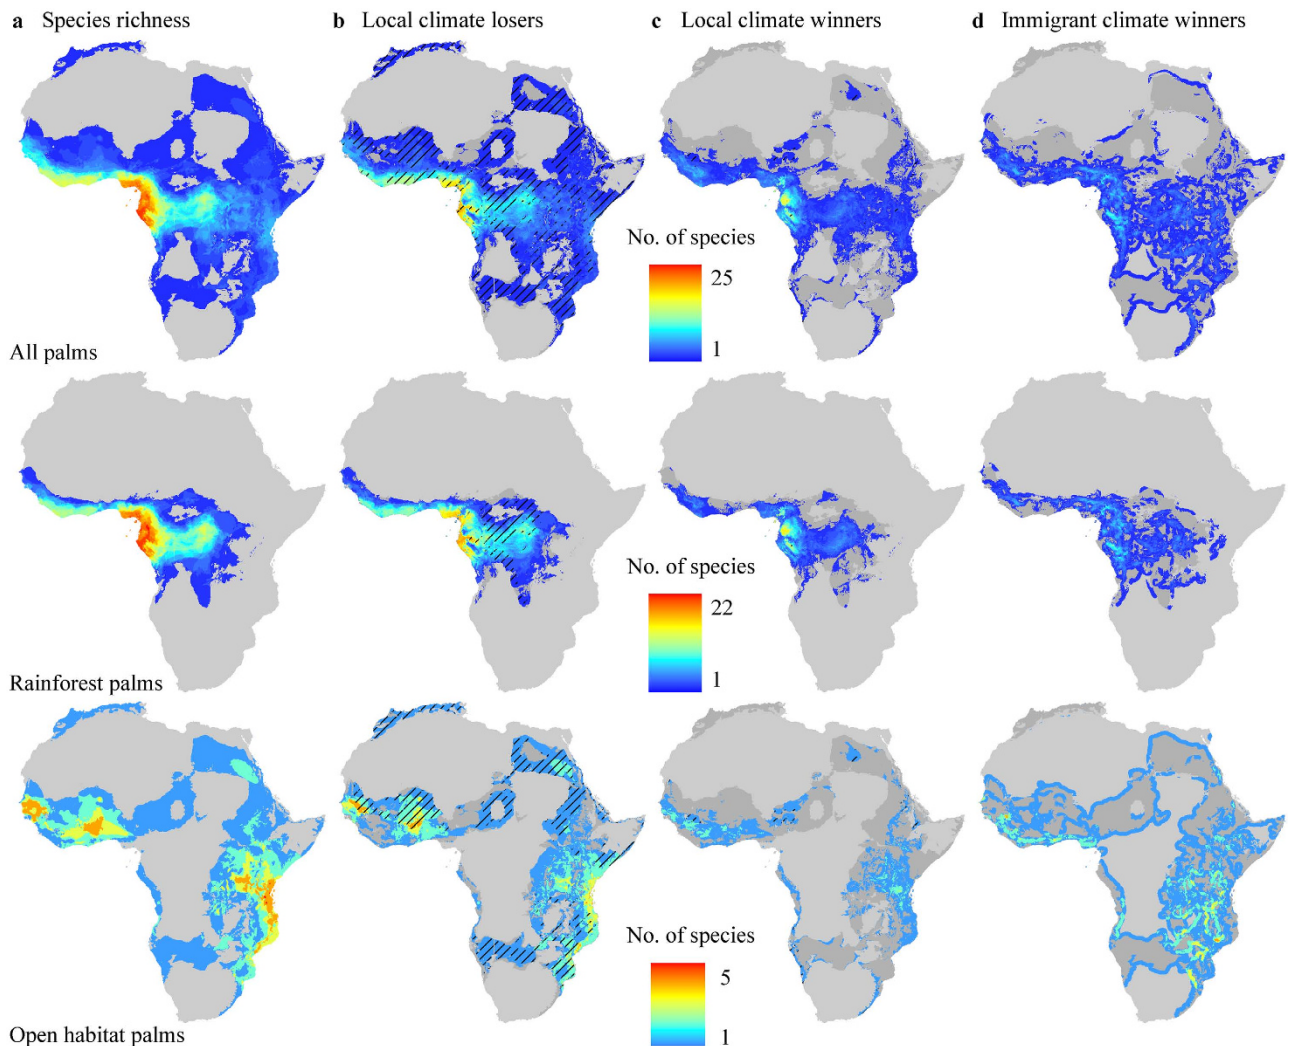 a Species richness
b Local climate losers
c Local climate winners
d Immigrant climate winners
No. of species
25
1
All palms
No. of species
22
1
Rainforest palms
No. of species
5
1
Open habitat palms